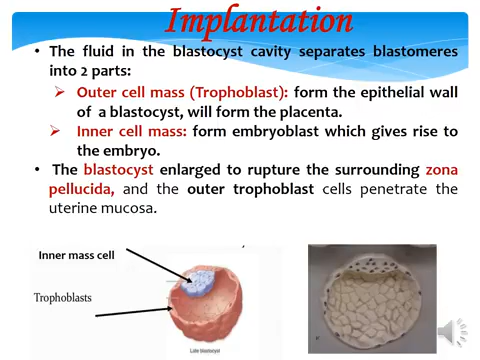 Implantation
• The fluid in the blastocyst cavity separates blastomeres
into 2 parts:
➢ Outer cell mass (Trophoblast): form the epithelial wall
of a blastocyst, will form the placenta.
➢ Inner cell mass: form embryoblast which gives rise to
the embryo.
• The blastocyst enlarged to rupture the surrounding zona
pellucida, and the outer trophoblast cells penetrate the
uterine mucosa.
Inner mass cell
Trophoblasts
Late blastocyst